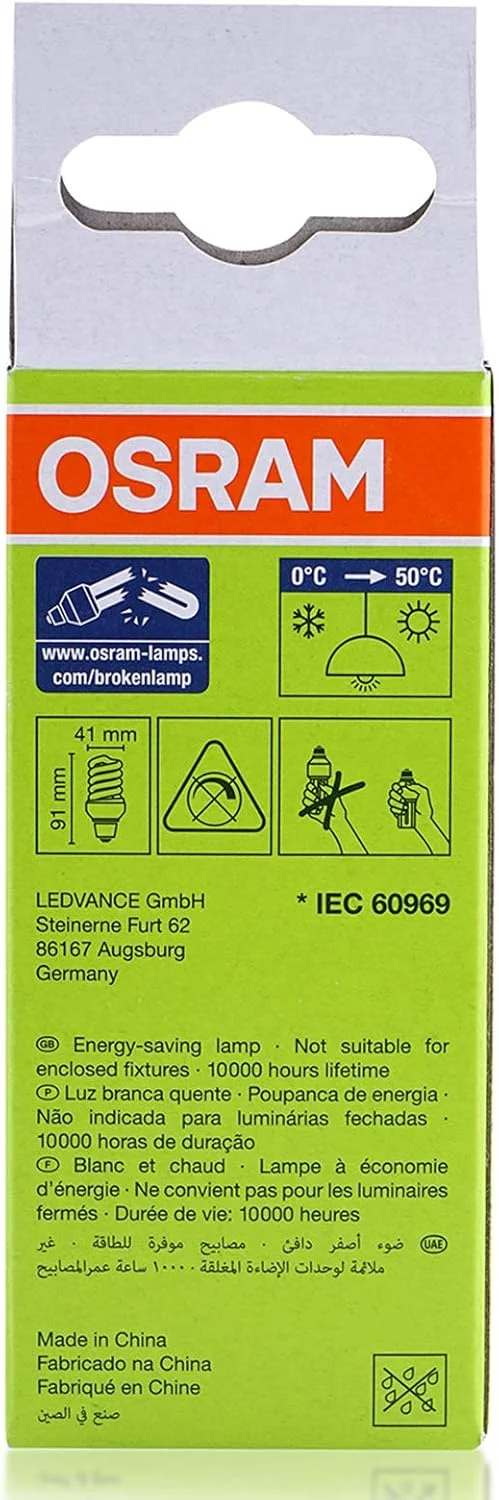 OSRAM
www.osram-lamps.
com/brokenlamp
0°C → 50°C
41 mm
91 mm
LEDVANCE GmbH
Steinerne Furt 62
86167 Augsburg
Germany
* IEC 60969
GB Energy-saving lamp · Not suitable for
enclosed fixtures · 10000 hours lifetime
P Luz branca quente · Poupanca de energia ·
Não indicada para luminárias fechadas ·
10000 horas de duração
F Blanc et chaud · Lampe à économie
d'énergie · Ne convient pas pour les luminaires
fermés · Durée de vie: 10000 heures
UAE ضوء أصفر دافئ · مصابيح موفرة للطاقة · غير
ملائمة لوحدات الإضاءة المغلقة · ١٠٠٠٠ ساعة عمرالمصابيح
Made in China
Fabricado na China
Fabriqué en Chine
صنع في الصين